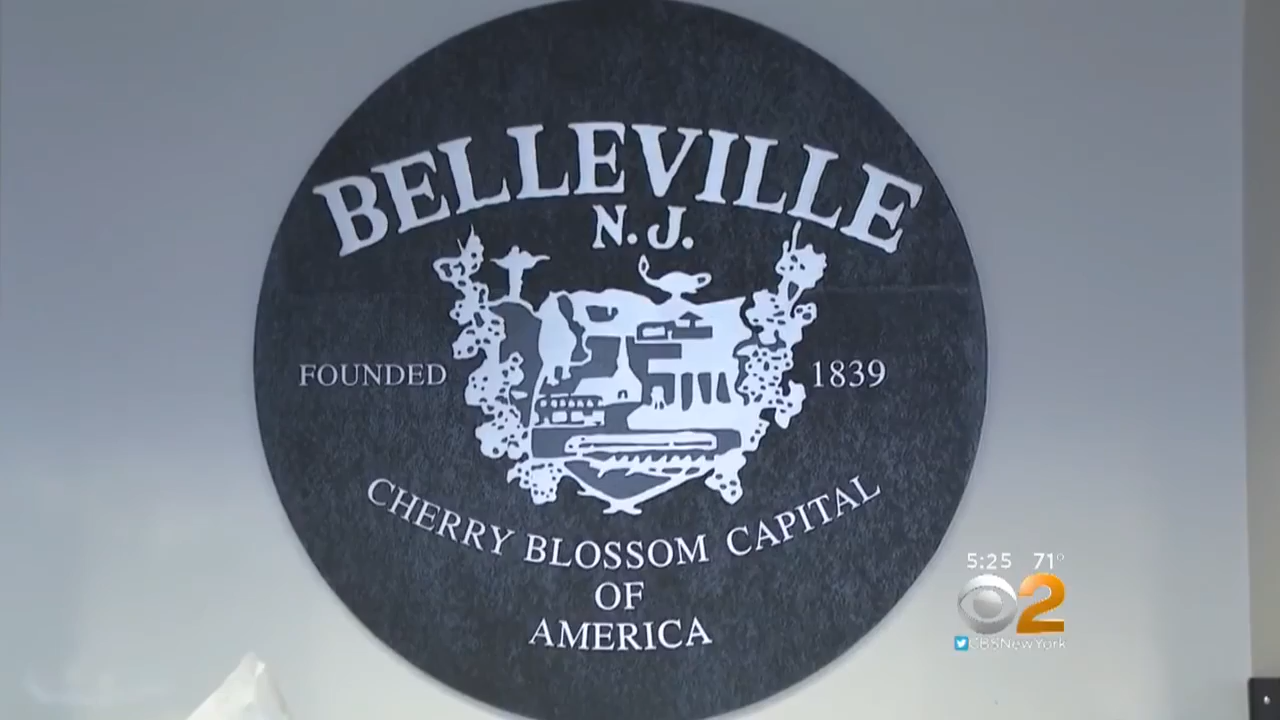 BELLEVILLE
N.J.
FOUNDED
1839
CHERRY BLOSSOM CAPITAL
OF
AMERICA
5:25 71°
2
CBSNewYork